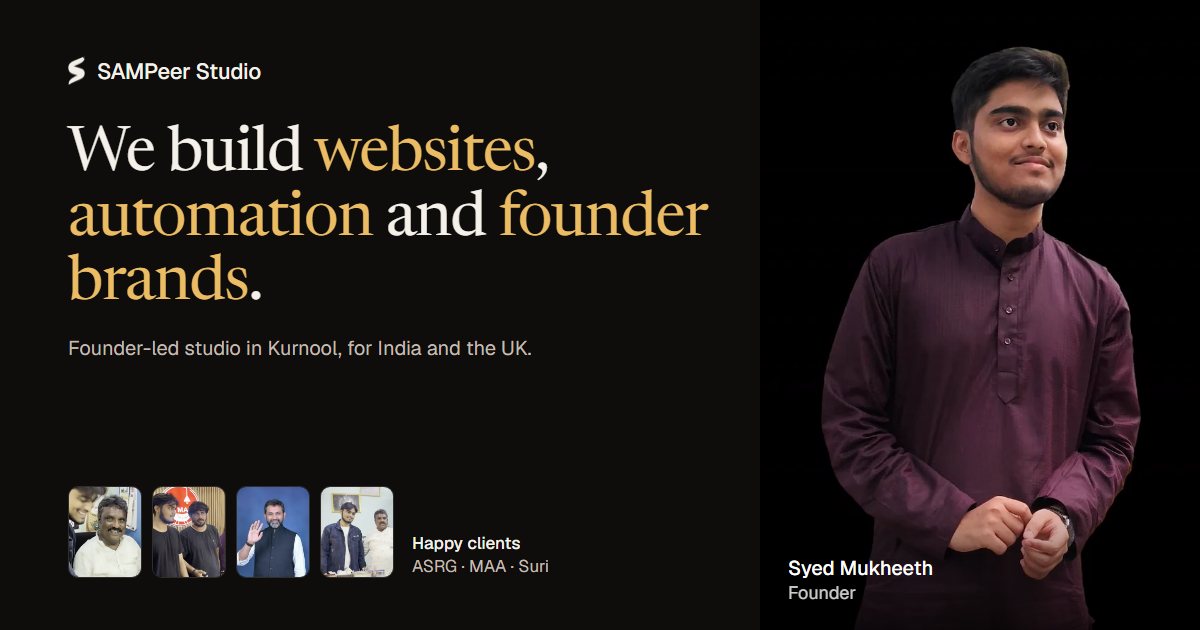 SAMPeer Studio
We build websites,
automation and founder
brands.
Founder-led studio in Kurnool, for India and the UK.
Happy clients
ASRG · MAA · Suri
Syed Mukheeth
Founder